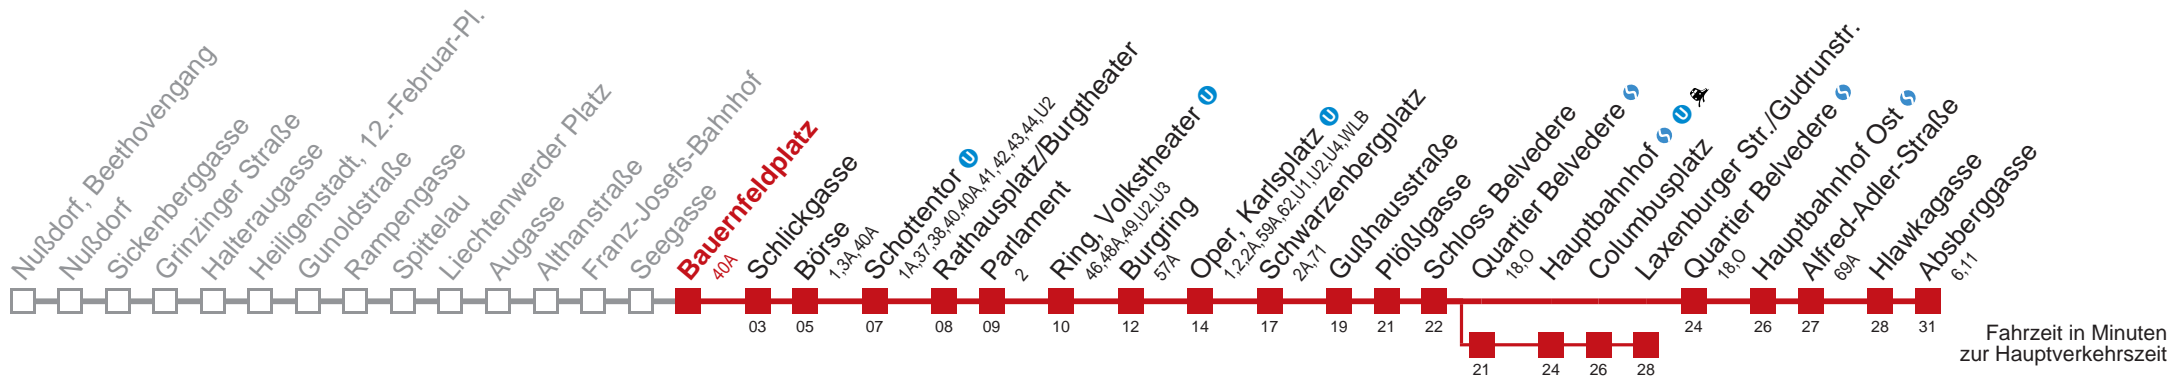 Nußdorf, Beethovengang
Nußdorf
Sickenberggasse
Grinzinger Straße
Halteraugasse
Heiligenstadt, 12.-Februar-Pl.
Gunoldstraße
Rampengasse
Spittelau
Liechtenwerder Platz
Augasse
Althanstraße
Franz-Josefs-Bahnhof
Seegasse
Bauernfeldplatz
40A
Schlickgasse
Börse
1,3A,40A
Schottentor U
1A,37,38,40,40A,41,42,43,44,U2
Rathausplatz/Burgtheater
Parlament
2
Ring, Volkstheater U
46,48A,49,U2,U3
Burgring
57A
Oper, Karlsplatz U
1,2,2A,59A,62,U1,U2,U4,WLB
Schwarzenbergplatz
2A,71
Gußhausstraße
Plößlgasse
Schloss Belvedere
Quartier Belvedere S
18,O
Hauptbahnhof S U
Columbusplatz
Laxenburger Str./Gudrunstr.
Quartier Belvedere S
18,O
Hauptbahnhof Ost S
Alfred-Adler-Straße
69A
Hlawkagasse
Absberggasse
6,11
03 05 07 08 09 10 12 14 17 19 21 22 24 26 27 28 31
21 24 26 28
Fahrzeit in Minuten
zur Hauptverkehrszeit